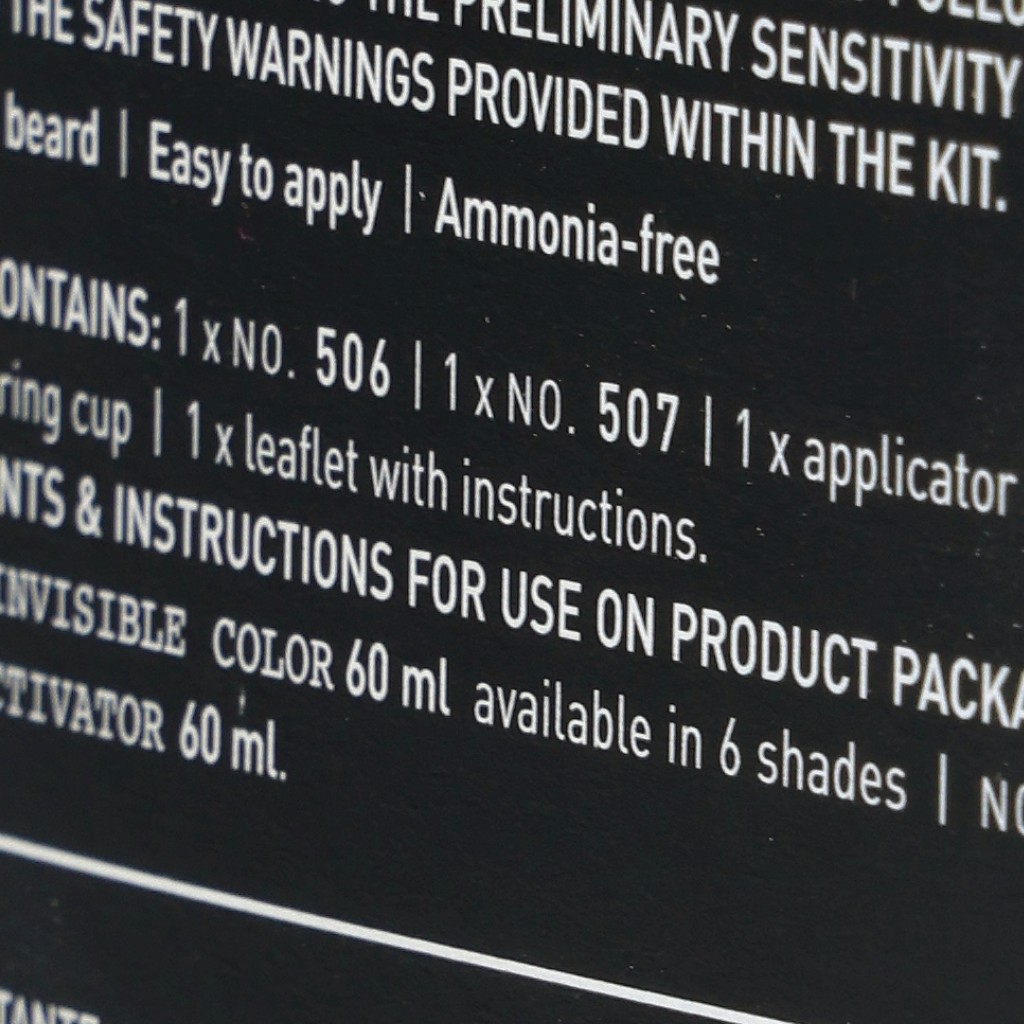 THE PRELIMINARY SENSITIVITY
THE SAFETY WARNINGS PROVIDED WITHIN THE KIT.
beard | Easy to apply | Ammonia-free
ONTAINS: 1 x NO. 506 | 1 x NO. 507 | 1 x applicator
ring cup | 1 x leaflet with instructions.
NTS & INSTRUCTIONS FOR USE ON PRODUCT PACKA
INVISIBLE COLOR 60 ml available in 6 shades | NO
CTIVATOR 60 ml.